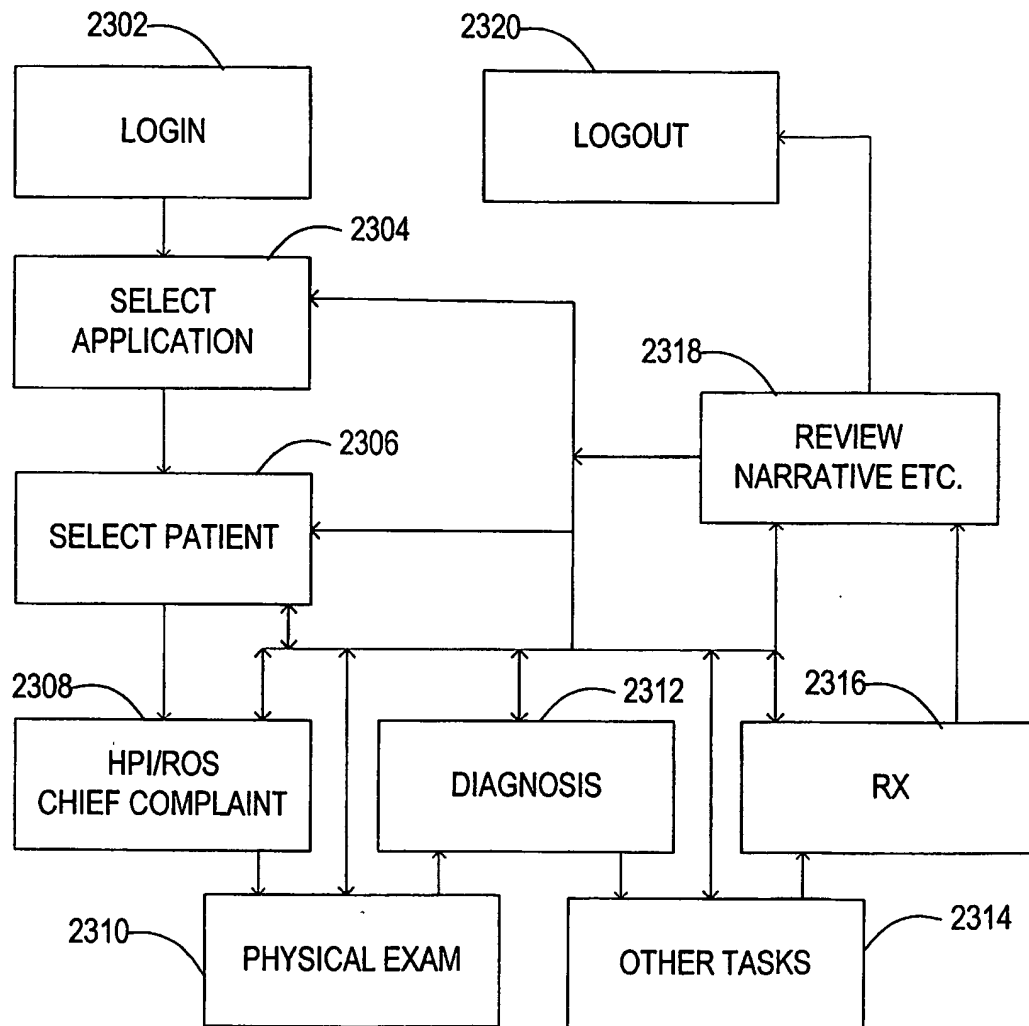 2302
LOGIN
2320
LOGOUT
2304
SELECT
APPLICATION
2318
REVIEW
NARRATIVE ETC.
2306
SELECT PATIENT
2308
HPI/ROS
CHIEF COMPLAINT
2312
DIAGNOSIS
2316
RX
2310
PHYSICAL EXAM
2314
OTHER TASKS